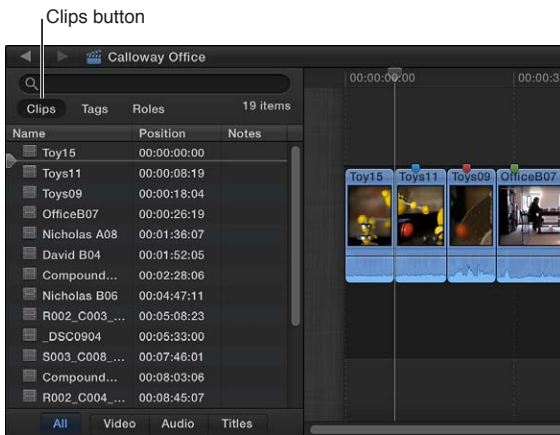 Clips button
Calloway Office
Clips Tags Roles 19 items
Name Position Notes
Toy15 00:00:00:00
Toys11 00:00:08:19
Toys09 00:00:18:04
OfficeB07 00:00:26:19
Nicholas A08 00:01:36:07
David B04 00:01:52:05
Compound... 00:02:28:06
Nicholas B06 00:04:47:11
R002_C003_... 00:05:08:23
_DSC0904 00:05:33:00
S003_C008_... 00:07:46:01
Compound... 00:08:03:06
R002_C004_... 00:08:45:07
All Video Audio Titles
00:00:00:00 00:00:3
Toy15 Toys11 Toys09 OfficeB07